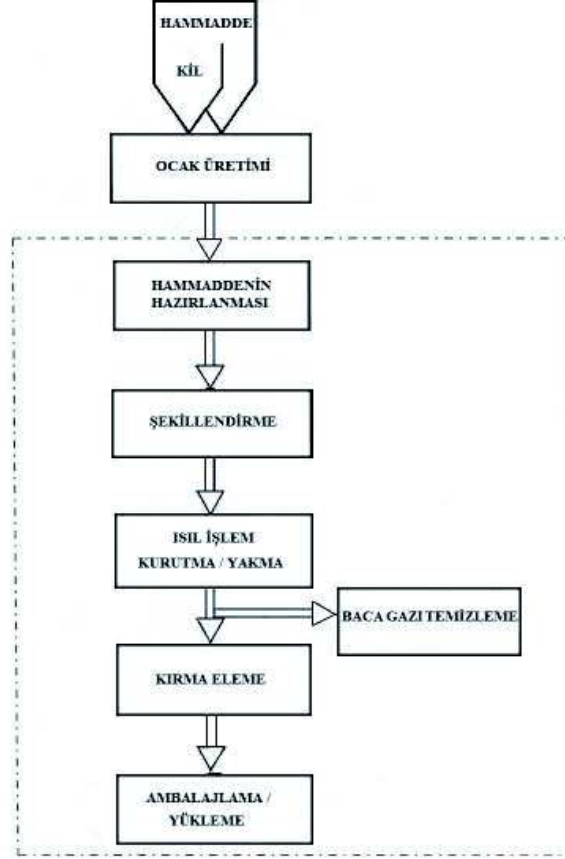 HAMMADDE
KİL
OCAK ÜRETİMİ
HAMMADDENİN
HAZIRLANMASI
ŞEKİLLENDİRME
ISIL İŞLEM
KURUTMA / YAKMA
BACA GAZI TEMİZLEME
KIRMA ELEME
AMBALAJLAMA /
YÜKLEME